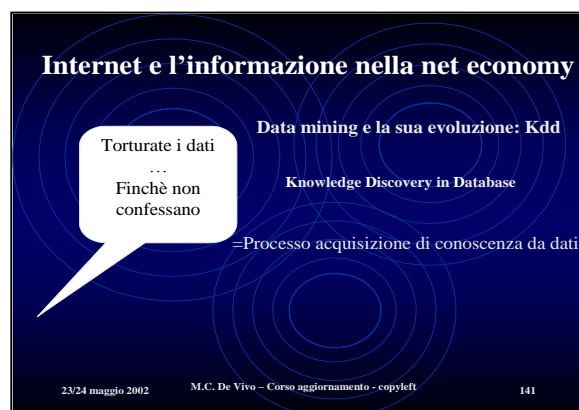 Internet e l'informazione nella net economy
Data mining e la sua evoluzione: Kdd
Torturate i dati
…
Finchè non
confessano
Knowledge Discovery in Database
=Processo acquisizione di conoscenza da dati
23/24 maggio 2002
M.C. De Vivo – Corso aggiornamento - copyleft
141